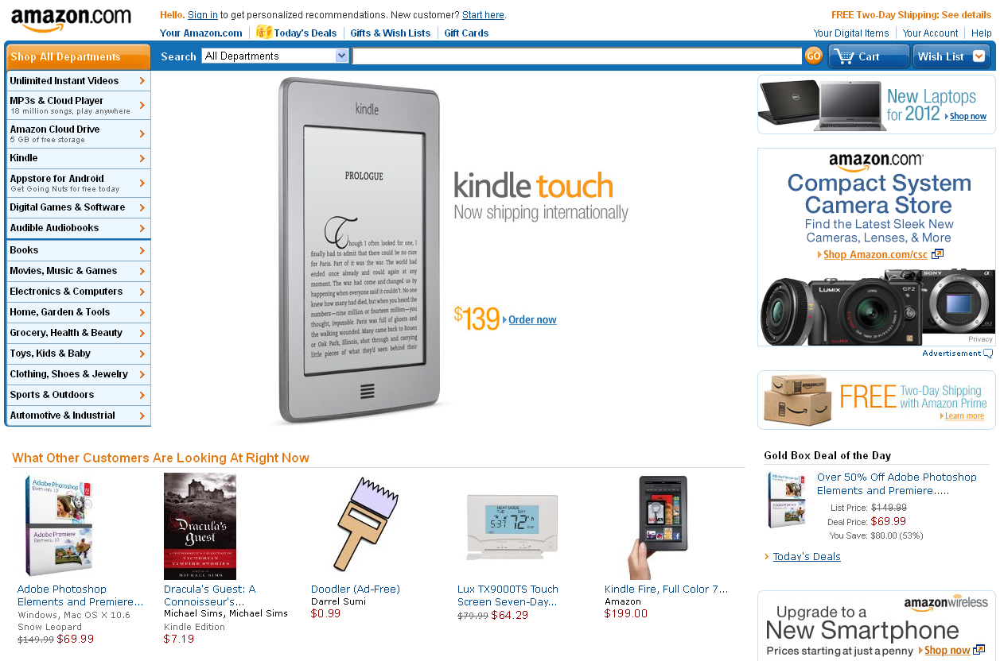 amazon.com
Hello. Sign in to get personalized recommendations. New customer? Start here.
FREE Two-Day Shipping: See details
Your Amazon.com
Today's Deals
Gifts & Wish Lists
Gift Cards
Your Digital Items
Your Account
Help
Shop All Departments
Search
All Departments
GO
Cart
Wish List
Unlimited Instant Videos
MP3s & Cloud Player
18 million songs, play anywhere
Amazon Cloud Drive
5 GB of free storage
Kindle
Appstore for Android
Get Going Nuts for free today
Digital Games & Software
Audible Audiobooks
Books
Movies, Music & Games
Electronics & Computers
Home, Garden & Tools
Grocery, Health & Beauty
Toys, Kids & Baby
Clothing, Shoes & Jewelry
Sports & Outdoors
Automotive & Industrial
kindle
PROLOGUE
Though I often looked for one, I
finally had to admit that there could be no cure
for Paris. Part of it was the war. The world had
ended once already and could again at any
moment. The war had come and changed us by
happening when everyone said it couldn't. No one
knew how many had died, but when you heard the
numbers—nine million or fourteen million—you
thought, Impossible. Paris was full of ghosts and
the walking wounded. Many came back to Rouen
or Oak Park, Illinois, shot through and carrying
little pieces of what they'd seen behind their
kindle touch
Now shipping internationally
$139
Order now
New Laptops
for 2012
Shop now
amazon.com
Compact System
Camera Store
Find the Latest Sleek New
Cameras, Lenses, & More
Shop Amazon.com/csc
LUMIX
GF2
SONY
α
Privacy
Advertisement
FREE
Two-Day Shipping
with Amazon Prime
Learn more
What Other Customers Are Looking At Right Now
Adobe Photoshop
Elements 10
Adobe Premiere
Elements 10
Adobe Photoshop
Elements and Premiere...
Windows, Mac OS X 10.6
Snow Leopard
$149.99 $69.99
Dracula's
Guest
A CONNOISSEUR'S COLLECTION OF
VICTORIAN
VAMPIRE STORIES
MICHAEL SIMS
Dracula's Guest: A
Connoisseur's...
Michael Sims, Michael Sims
Kindle Edition
$7.19
Doodler (Ad-Free)
Darrel Sumi
$0.99
HEAT MODE
TUE DAY
5:37 72
Lux TX9000TS Touch
Screen Seven-Day...
$79.99 $64.29
Kindle Fire, Full Color 7...
Amazon
$199.00
Gold Box Deal of the Day
Over 50% Off Adobe Photoshop
Elements and Premiere.....
List Price: $149.99
Deal Price: $69.99
You Save: $80.00 (53%)
Today's Deals
amazonwireless
Upgrade to a
New Smartphone
Prices starting at just a penny
Shop now